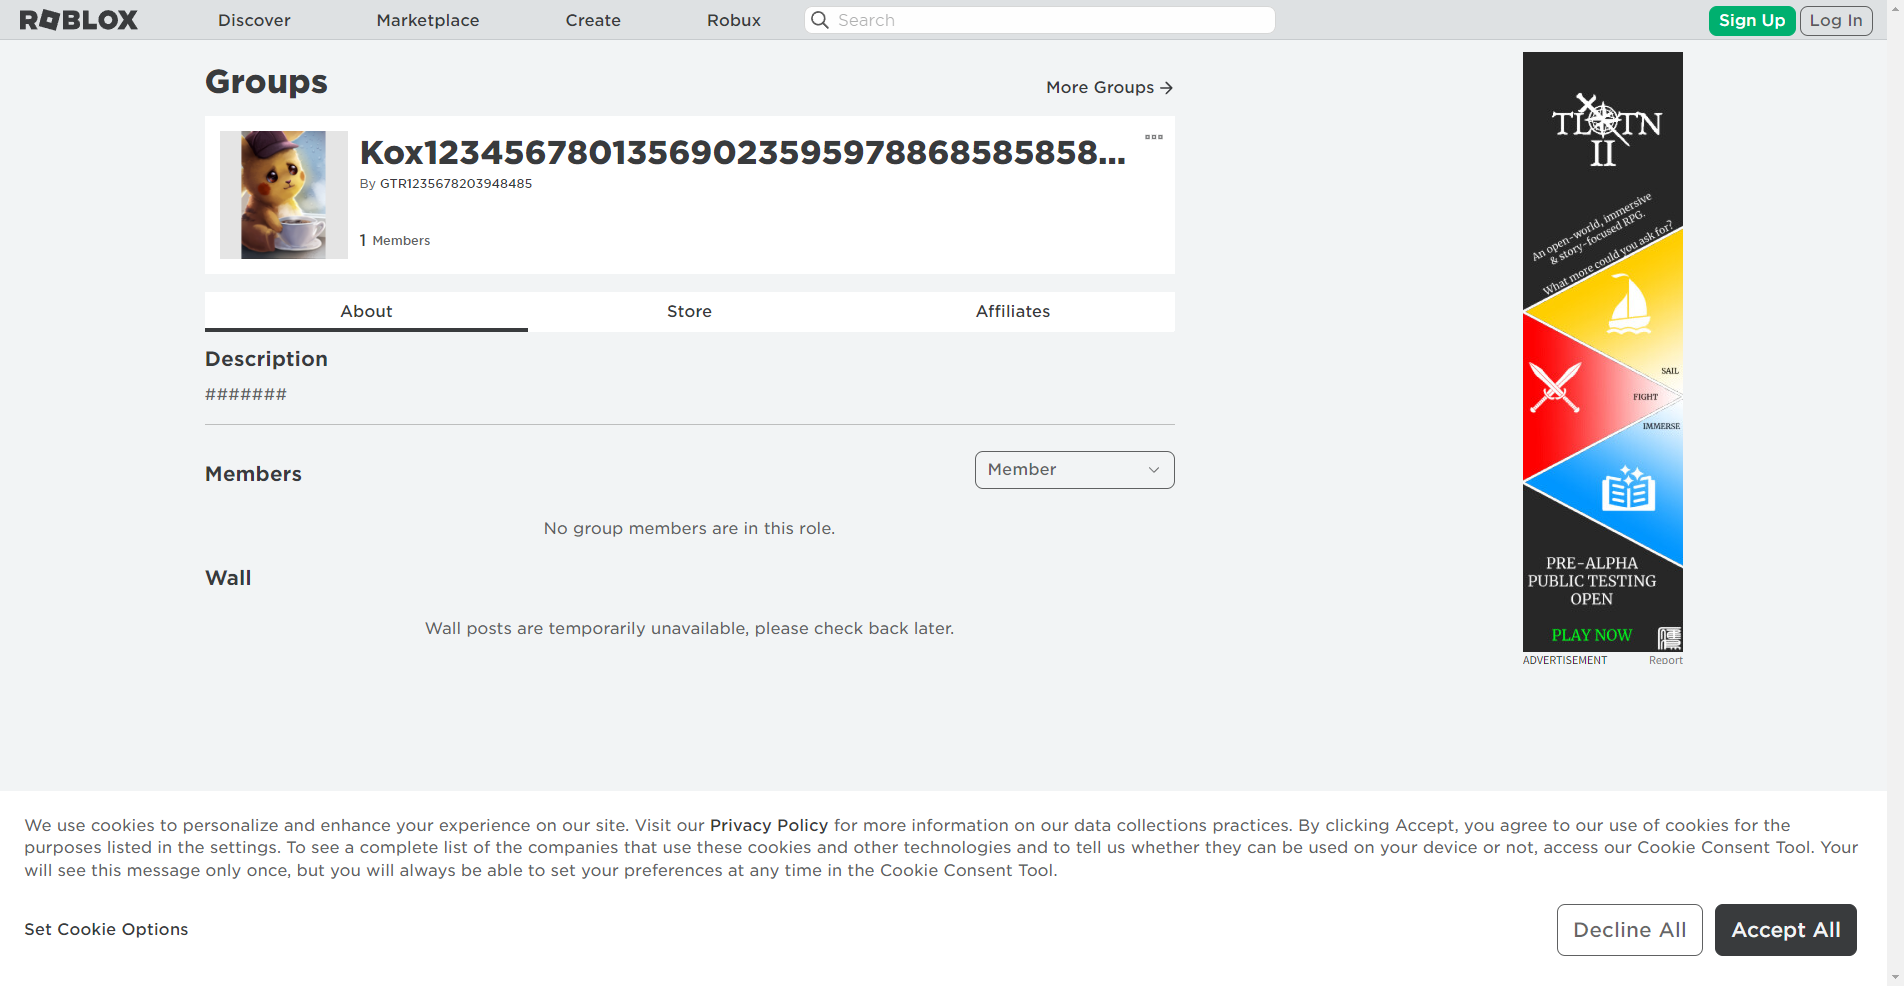 ROBLOX
Discover
Marketplace
Create
Robux
Search
Sign Up
Log In
Groups
More Groups
Kox12345678013569023595978868585858...
By GTR1235678203948485
1 Members
About
Store
Affiliates
Description
#######
Members
Member
No group members are in this role.
Wall
Wall posts are temporarily unavailable, please check back later.
TLOTN
II
An open-world, immersive
& story-focused RPG.
What more could you ask for?
SAIL
FIGHT
IMMERSE
PRE-ALPHA
PUBLIC TESTING
OPEN
PLAY NOW
ADVERTISEMENT
Report
We use cookies to personalize and enhance your experience on our site. Visit our Privacy Policy for more information on our data collections practices. By clicking Accept, you agree to our use of cookies for the
purposes listed in the settings. To see a complete list of the companies that use these cookies and other technologies and to tell us whether they can be used on your device or not, access our Cookie Consent Tool. Your
will see this message only once, but you will always be able to set your preferences at any time in the Cookie Consent Tool.
Set Cookie Options
Decline All
Accept All